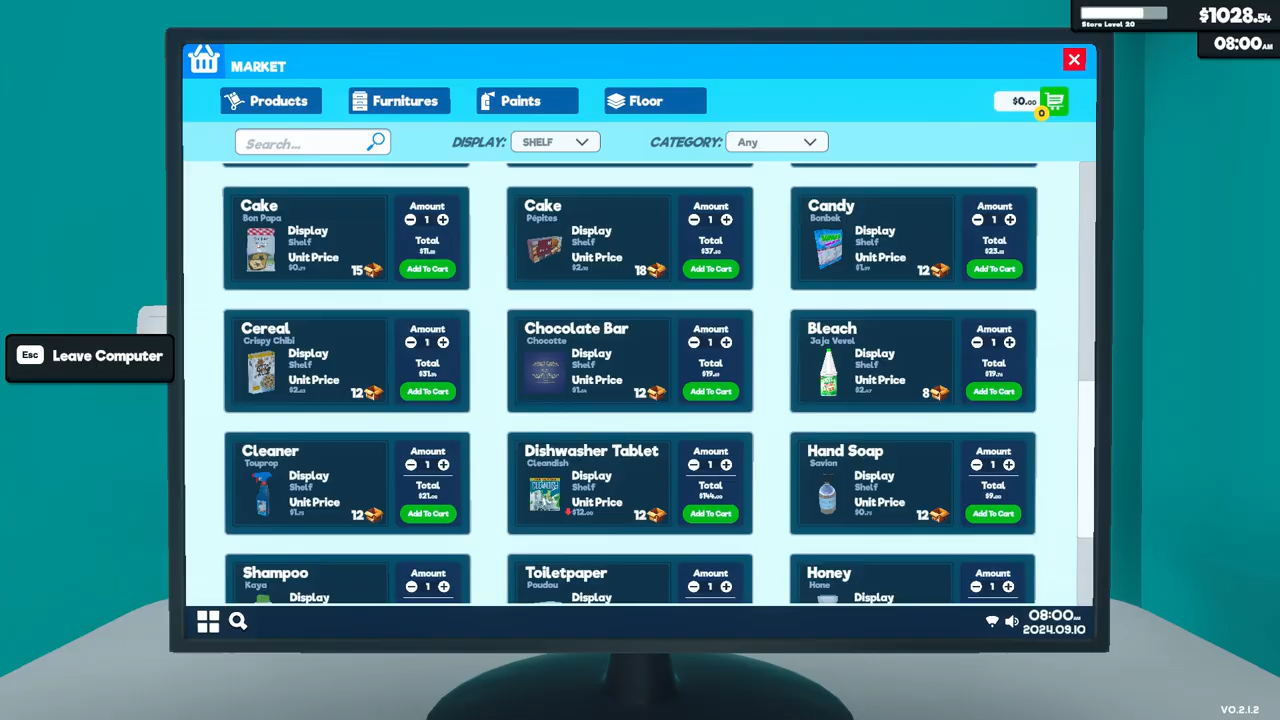 Store Level 20
$1028.54
08:00AM
MARKET
Products
Furnitures
Paints
Floor
$0.00
0
Search...
DISPLAY:
SHELF
CATEGORY:
Any
Cake
Bon Papa
Display
Shelf
Unit Price
15
Amount
1
Total
Add To Cart
Cake
Pépites
Display
Shelf
Unit Price
18
Amount
1
Total
Add To Cart
Candy
Bonbek
Display
Shelf
Unit Price
12
Amount
1
Total
Add To Cart
Cereal
Crispy Chibi
Display
Shelf
Unit Price
12
Amount
1
Total
Add To Cart
Chocolate Bar
Chocotte
Display
Shelf
Unit Price
12
Amount
1
Total
Add To Cart
Bleach
Jaja Vevel
Display
Shelf
Unit Price
8
Amount
1
Total
Add To Cart
Cleaner
Touprop
Display
Shelf
Unit Price
12
Amount
1
Total
$21.00
Add To Cart
Dishwasher Tablet
Cleandish
Display
Shelf
Unit Price
$12.00
12
Amount
1
Total
$144.00
Add To Cart
Hand Soap
Savion
Display
Shelf
Unit Price
$0.75
12
Amount
1
Total
$9.00
Add To Cart
Shampoo
Kaya
Display
Amount
1
Toiletpaper
Poudou
Display
Amount
1
Honey
Hone
Display
Amount
1
Esc
Leave Computer
08:00AM
2024.09.10
V0.2.1.2